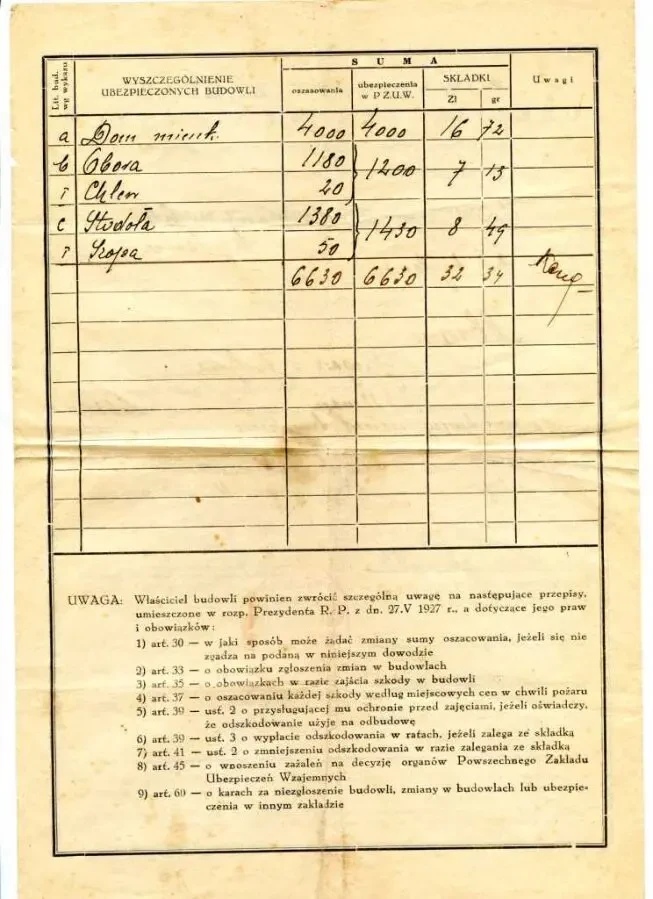 Lit. bud.
wg wykazu
WYSZCZEGÓLNIENIE
UBEZPIECZONYCH BUDOWLI
SUMA
oszacowania
ubezpieczenia
w P.Z.U.W.
SKŁADKI
Zł gr
Uwagi
a Dom mieszk. 4000 4000 16 72
b Obora 1180 1200 7 13
r Chlew 20
c Stodoła 1380 1430 8 49
r Szopa 50
6630 6630 32 34
UWAGA: Właściciel budowli powinien zwrócić szczególną uwagę na następujące przepisy,
umieszczone w rozp. Prezydenta R. P. z dn. 27.V 1927 r., a dotyczące jego praw
i obowiązków:
1) art. 30 — w jaki sposób może żądać zmiany sumy oszacowania, jeżeli się nie
zgadza na podaną w niniejszym dowodzie
2) art. 33 — o obowiązku zgłoszenia zmian w budowlach
3) art. 35 — o obowiązkach w razie zajścia szkody w budowli
4) art. 37 — o oszacowaniu każdej szkody według miejscowych cen w chwili pożaru
5) art. 39 — ust. 2 o przysługującej mu ochronie przed zajęciami, jeżeli oświadczy,
że odszkodowanie użyje na odbudowę
6) art. 39 — ust. 3 o wypłacie odszkodowania w ratach, jeżeli zalega ze składką
7) art. 41 — ust. 2 o zmniejszeniu odszkodowania w razie zalegania ze składką
8) art. 45 — o wnoszeniu zażaleń na decyzję organów Powszechnego Zakładu
Ubezpieczeń Wzajemnych
9) art. 60 — o karach za niezgłoszenie budowli, zmiany w budowlach lub ubezpie-
czenia w innym zakładzie